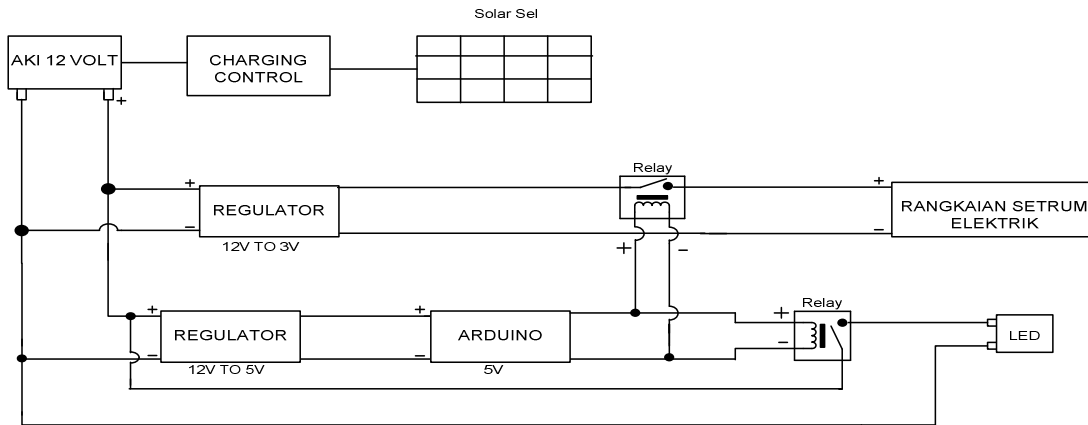 Solar Sel
AKI 12 VOLT
CHARGING
CONTROL
+
Relay
+
REGULATOR
−
12V TO 3V
+
−
+
RANGKAIAN SETRUM
ELEKTRIK
−
Relay
+
REGULATOR
−
12V TO 5V
+
ARDUINO
−
5V
+
−
LED